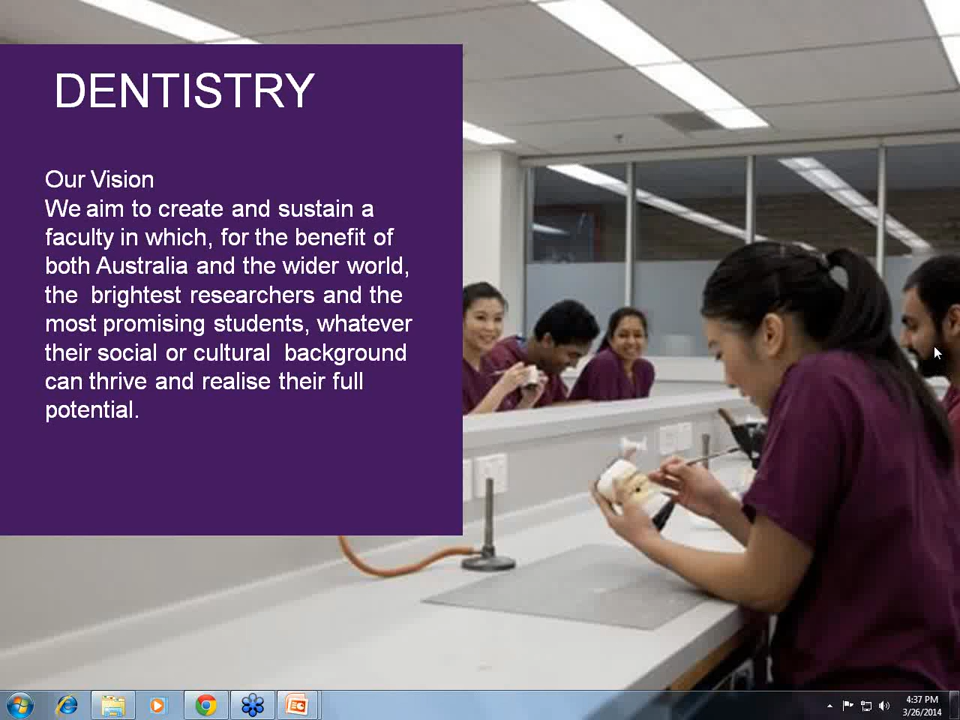 DENTISTRY
Our Vision
We aim to create and sustain a
faculty in which, for the benefit of
both Australia and the wider world,
the  brightest researchers and the
most promising students, whatever
their social or cultural  background
can thrive and realise their full
potential.
4:37 PM
3/26/2014